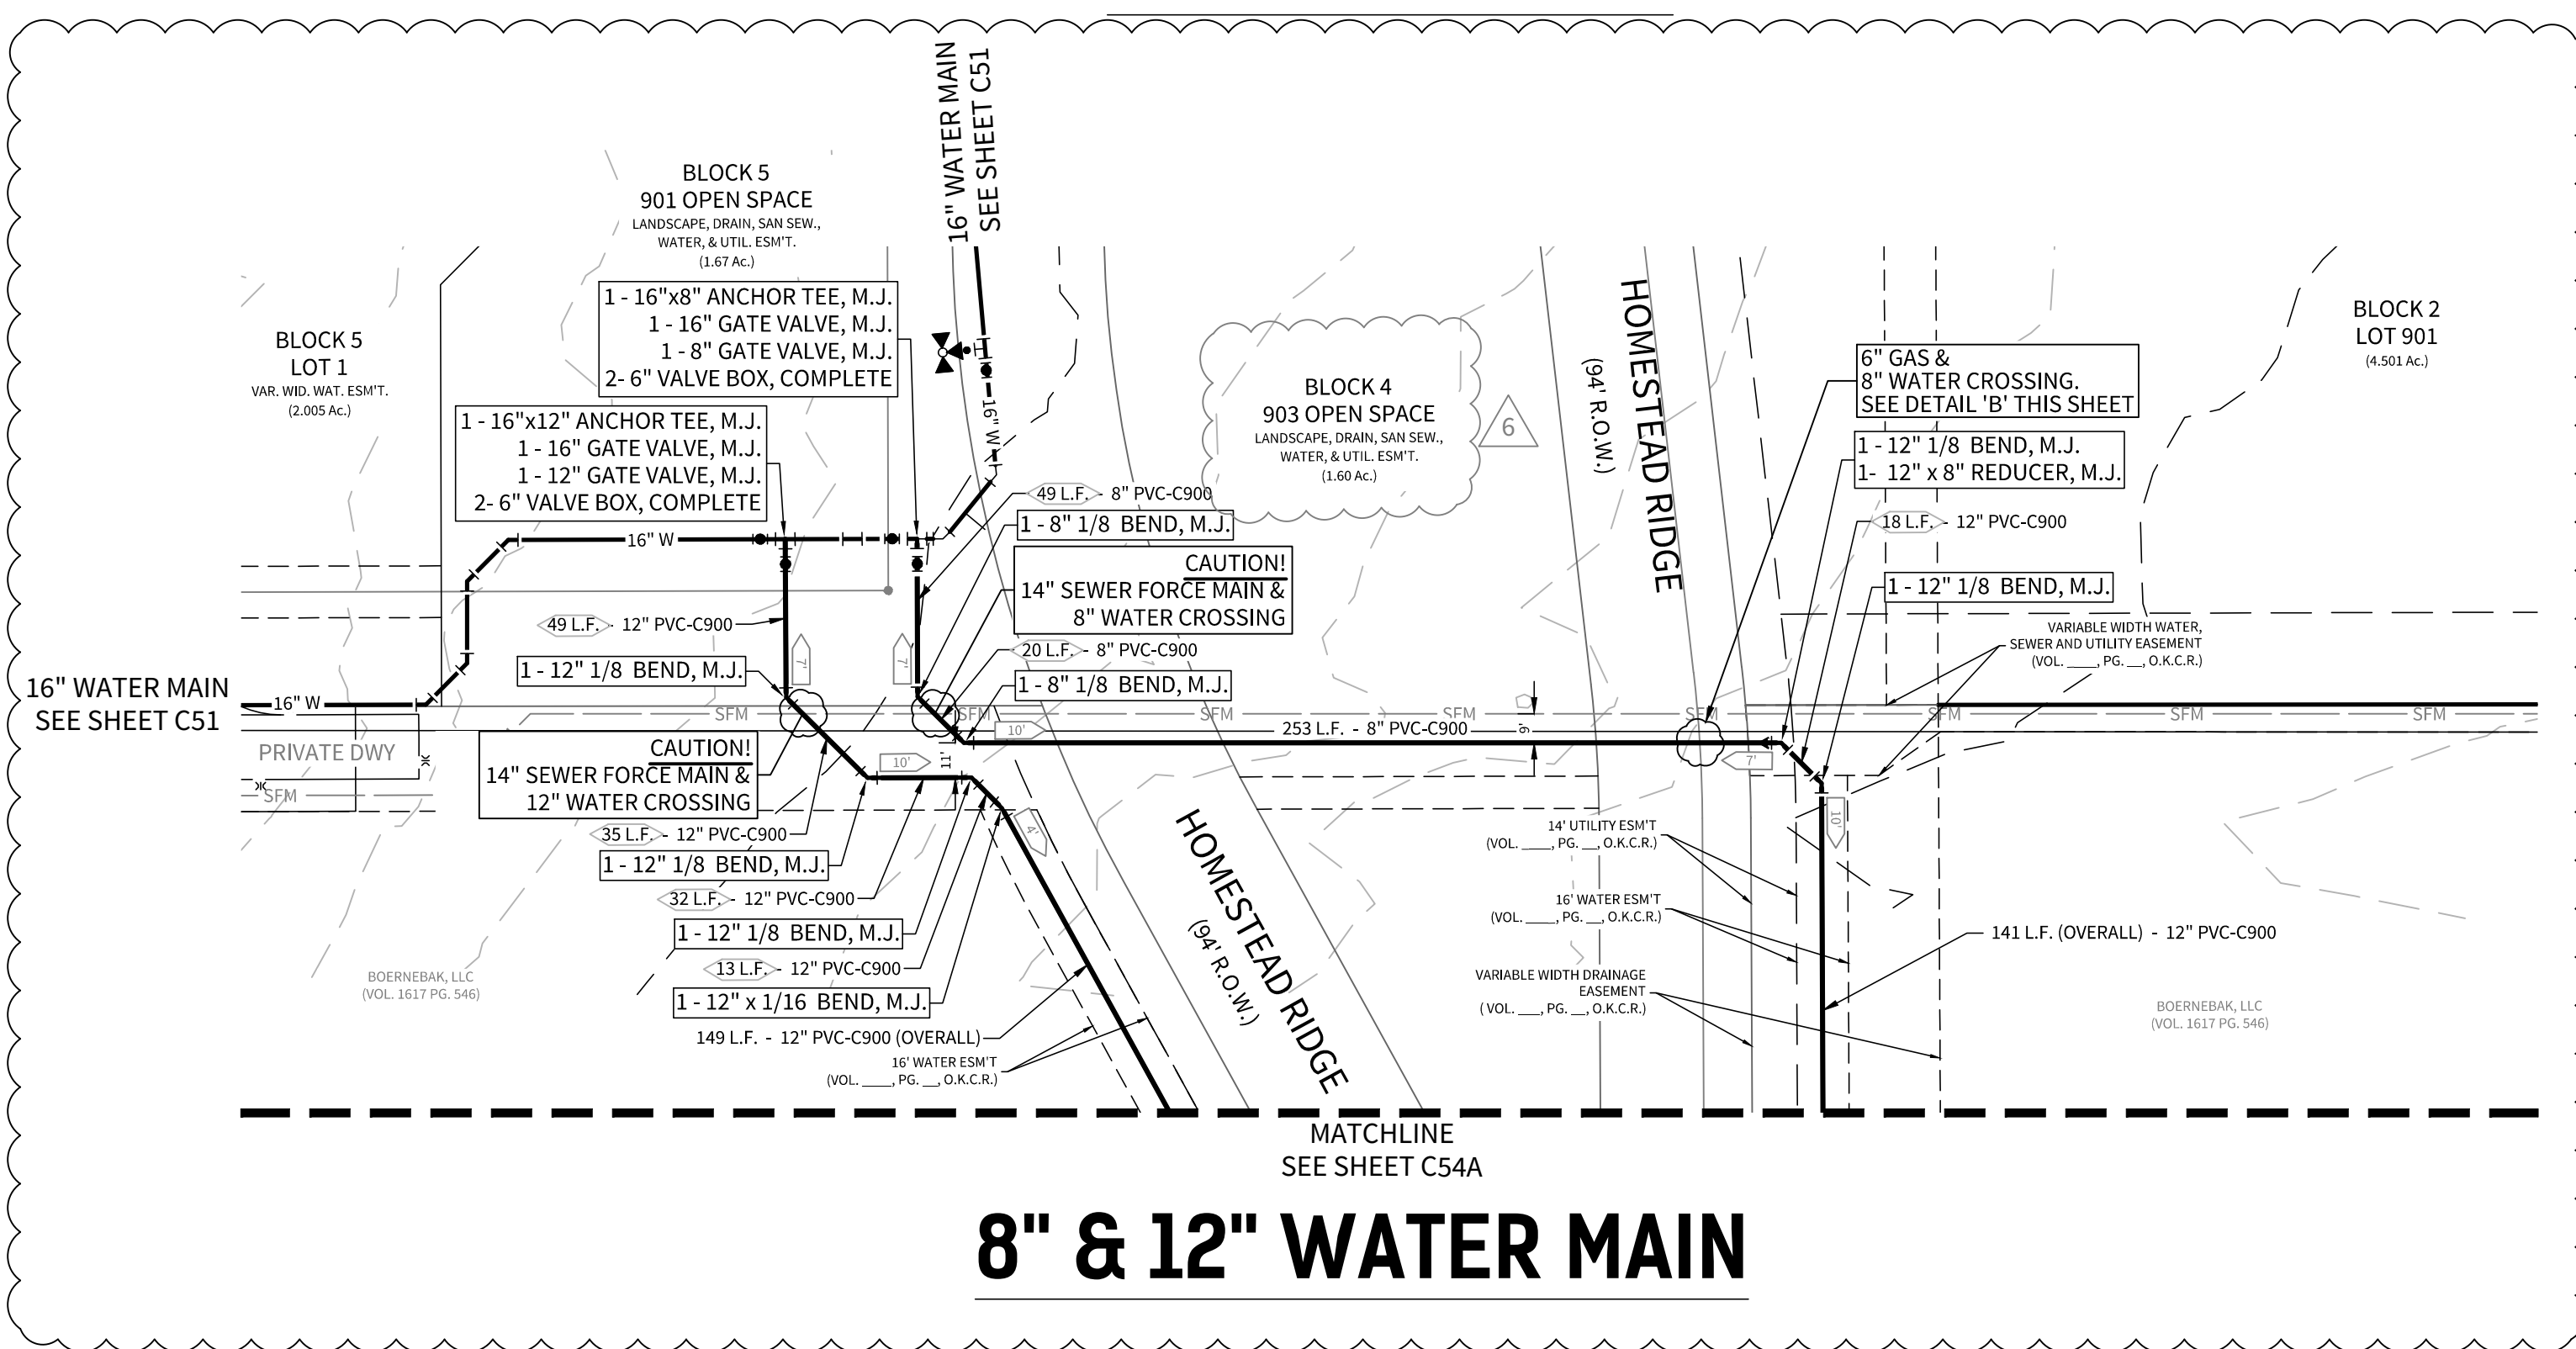 16" WATER MAIN
SEE SHEET C51
BLOCK 5
901 OPEN SPACE
LANDSCAPE, DRAIN, SAN SEW.,
WATER, & UTIL. ESM'T.
(1.67 Ac.)
1 - 16"x8" ANCHOR TEE, M.J.
1 - 16" GATE VALVE, M.J.
1 - 8" GATE VALVE, M.J.
2- 6" VALVE BOX, COMPLETE
BLOCK 5
LOT 1
VAR. WID. WAT. ESM'T.
(2.005 Ac.)
1 - 16"x12" ANCHOR TEE, M.J.
1 - 16" GATE VALVE, M.J.
1 - 12" GATE VALVE, M.J.
2- 6" VALVE BOX, COMPLETE
16" W
BLOCK 4
903 OPEN SPACE
LANDSCAPE, DRAIN, SAN SEW.,
WATER, & UTIL. ESM'T.
(1.60 Ac.)
6
HOMESTEAD RIDGE
(94' R.O.W.)
BLOCK 2
LOT 901
(4.501 Ac.)
6" GAS &
8" WATER CROSSING.
SEE DETAIL 'B' THIS SHEET
1 - 12" 1/8 BEND, M.J.
1- 12" x 8" REDUCER, M.J.
18 L.F. - 12" PVC-C900
1 - 12" 1/8 BEND, M.J.
VARIABLE WIDTH WATER,
SEWER AND UTILITY EASEMENT
(VOL. ____, PG. __, O.K.C.R.)
49 L.F. - 8" PVC-C900
1 - 8" 1/8 BEND, M.J.
CAUTION!
14" SEWER FORCE MAIN &
8" WATER CROSSING
20 L.F. - 8" PVC-C900
1 - 8" 1/8 BEND, M.J.
16" W
49 L.F. - 12" PVC-C900
7'
7'
1 - 12" 1/8 BEND, M.J.
16" WATER MAIN
SEE SHEET C51
16" W
SFM
SFM
SFM
SFM
SFM
SFM
SFM
SFM
10'
253 L.F. - 8" PVC-C900
6'
7'
PRIVATE DWY
SFM
CAUTION!
14" SEWER FORCE MAIN &
12" WATER CROSSING
10'
11'
4'
10'
35 L.F. - 12" PVC-C900
1 - 12" 1/8 BEND, M.J.
32 L.F. - 12" PVC-C900
1 - 12" 1/8 BEND, M.J.
13 L.F. - 12" PVC-C900
1 - 12" x 1/16 BEND, M.J.
149 L.F. - 12" PVC-C900 (OVERALL)
16' WATER ESM'T
(VOL. ____, PG. __, O.K.C.R.)
BOERNEBAK, LLC
(VOL. 1617 PG. 546)
HOMESTEAD RIDGE
(94' R.O.W.)
14' UTILITY ESM'T
(VOL. ____, PG. __, O.K.C.R.)
16' WATER ESM'T
(VOL. ____, PG. __, O.K.C.R.)
VARIABLE WIDTH DRAINAGE
EASEMENT
( VOL. ___, PG. __, O.K.C.R.)
141 L.F. (OVERALL) - 12" PVC-C900
BOERNEBAK, LLC
(VOL. 1617 PG. 546)
MATCHLINE
SEE SHEET C54A
8" & 12" WATER MAIN